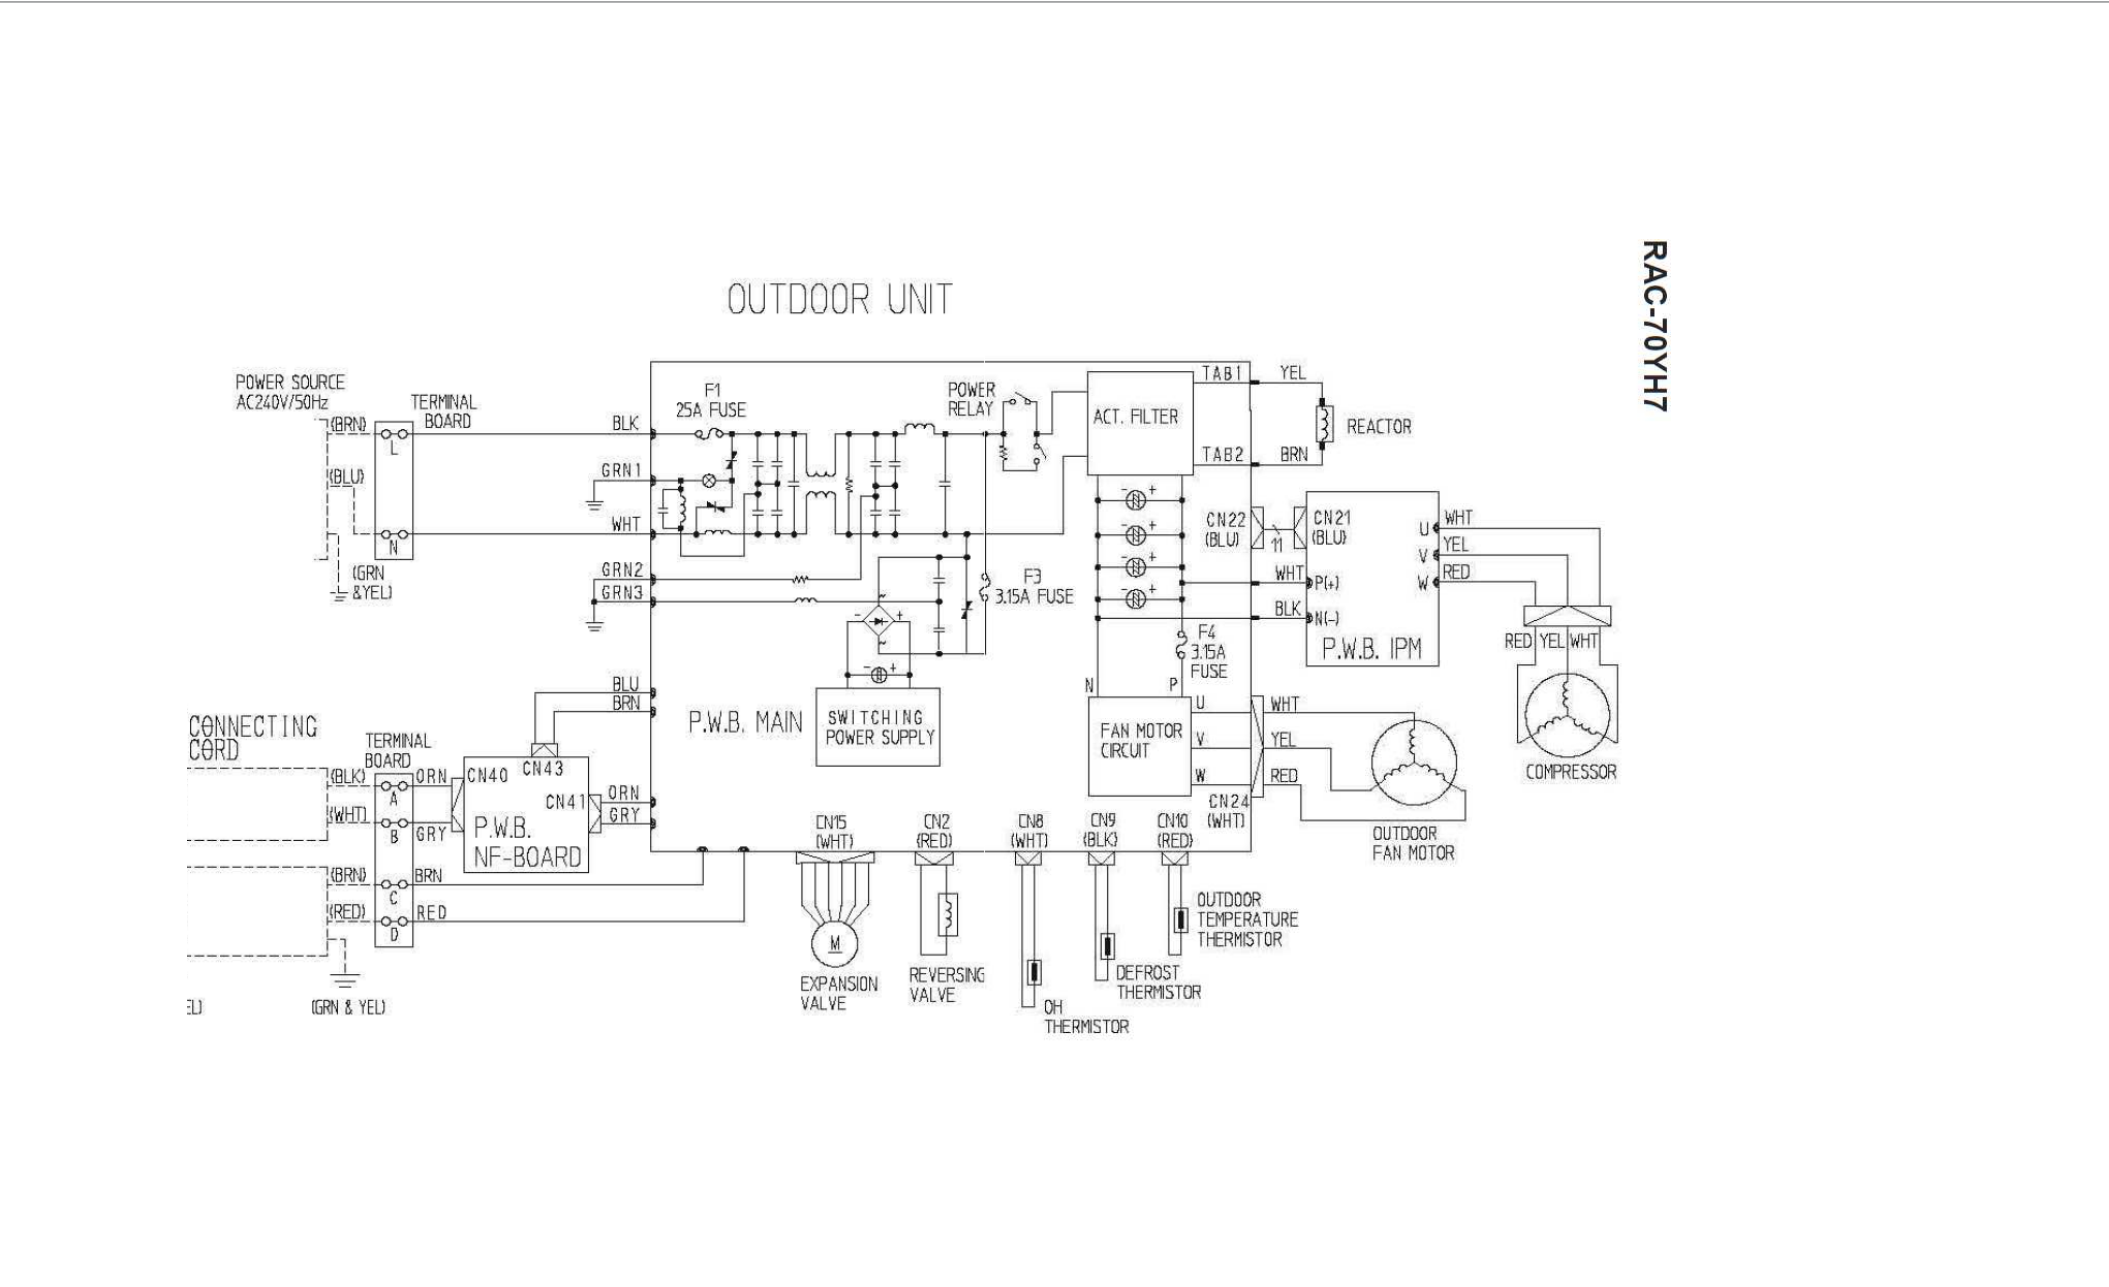 RAC-70YH7
OUTDOOR UNIT
POWER SOURCE
AC240V/50Hz
(BRN)
(BLU)
(GRN
&YEL)
TERMINAL
BOARD
L
N
BLK
GRN1
WHT
GRN2
GRN3
F1
25A FUSE
POWER
RELAY
ACT. FILTER
TAB1
YEL
REACTOR
TAB2
BRN
- +
- +
- +
- +
CN22
(BLU)
11
CN21
(BLU)
WHT
P(+)
BLK
N(-)
P.W.B. IPM
U
WHT
V
YEL
W
RED
RED
YEL
WHT
COMPRESSOR
F3
3.15A FUSE
F4
3.15A
FUSE
~
- +
~
- +
SWITCHING
POWER SUPPLY
P.W.B. MAIN
BLU
BRN
N
P
FAN MOTOR
CIRCUIT
U
WHT
V
YEL
W
RED
CN24
(WHT)
OUTDOOR
FAN MOTOR
CONNECTING
CORD
TERMINAL
BOARD
(BLK)
A
ORN
(WHT)
B
GRY
CN40
CN43
CN41
P.W.B.
NF-BOARD
ORN
GRY
(BRN)
C
BRN
(RED)
D
RED
(GRN & YEL)
EL)
CN15
(WHT)
M
EXPANSION
VALVE
CN2
(RED)
REVERSING
VALVE
CN8
(WHT)
OH
THERMISTOR
CN9
(BLK)
DEFROST
THERMISTOR
CN10
(RED)
OUTDOOR
TEMPERATURE
THERMISTOR